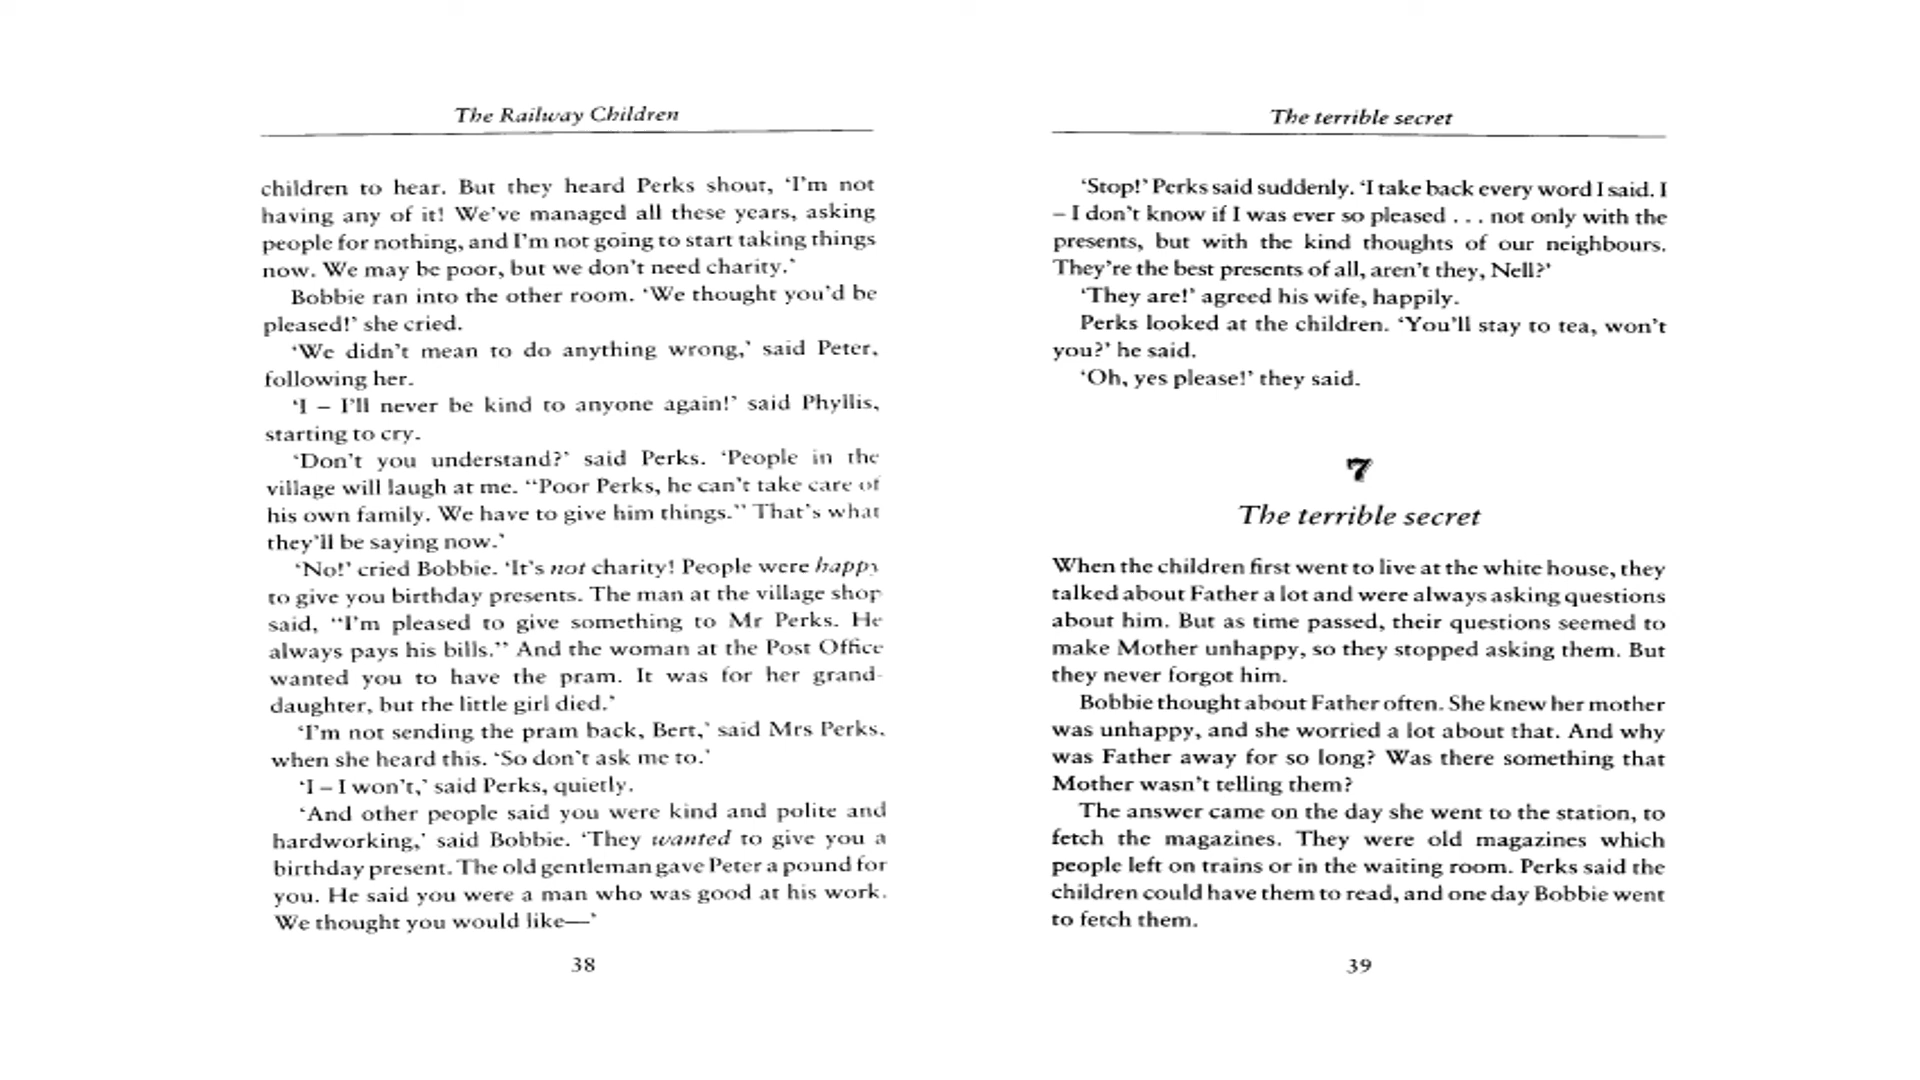 The Railway Children
children to hear. But they heard Perks shout, ‘I’m not
having any of it! We’ve managed all these years, asking
people for nothing, and I’m not going to start taking things
now. We may be poor, but we don’t need charity.’
Bobbie ran into the other room. ‘We thought you’d be
pleased!’ she cried.
‘We didn’t mean to do anything wrong,’ said Peter,
following her.
‘I – I’ll never be kind to anyone again!’ said Phyllis,
starting to cry.
‘Don’t you understand?’ said Perks. ‘People in the
village will laugh at me. “Poor Perks, he can’t take care of
his own family. We have to give him things.” That’s what
they’ll be saying now.’
‘No!’ cried Bobbie. ‘It’s not charity! People were happy
to give you birthday presents. The man at the village shop
said, “I’m pleased to give something to Mr Perks. He
always pays his bills.” And the woman at the Post Office
wanted you to have the pram. It was for her grand-
daughter, but the little girl died.’
‘I’m not sending the pram back, Bert,’ said Mrs Perks,
when she heard this. ‘So don’t ask me to.’
‘I – I won’t,’ said Perks, quietly.
‘And other people said you were kind and polite and
hardworking,’ said Bobbie. ‘They wanted to give you a
birthday present. The old gentleman gave Peter a pound for
you. He said you were a man who was good at his work.
We thought you would like—’
38
The terrible secret
‘Stop!’ Perks said suddenly. ‘I take back every word I said. I
– I don’t know if I was ever so pleased . . . not only with the
presents, but with the kind thoughts of our neighbours.
They’re the best presents of all, aren’t they, Nell?’
‘They are!’ agreed his wife, happily.
Perks looked at the children. ‘You’ll stay to tea, won’t
you?’ he said.
‘Oh, yes please!’ they said.
7
The terrible secret
When the children first went to live at the white house, they
talked about Father a lot and were always asking questions
about him. But as time passed, their questions seemed to
make Mother unhappy, so they stopped asking them. But
they never forgot him.
Bobbie thought about Father often. She knew her mother
was unhappy, and she worried a lot about that. And why
was Father away for so long? Was there something that
Mother wasn’t telling them?
The answer came on the day she went to the station, to
fetch the magazines. They were old magazines which
people left on trains or in the waiting room. Perks said the
children could have them to read, and one day Bobbie went
to fetch them.
39